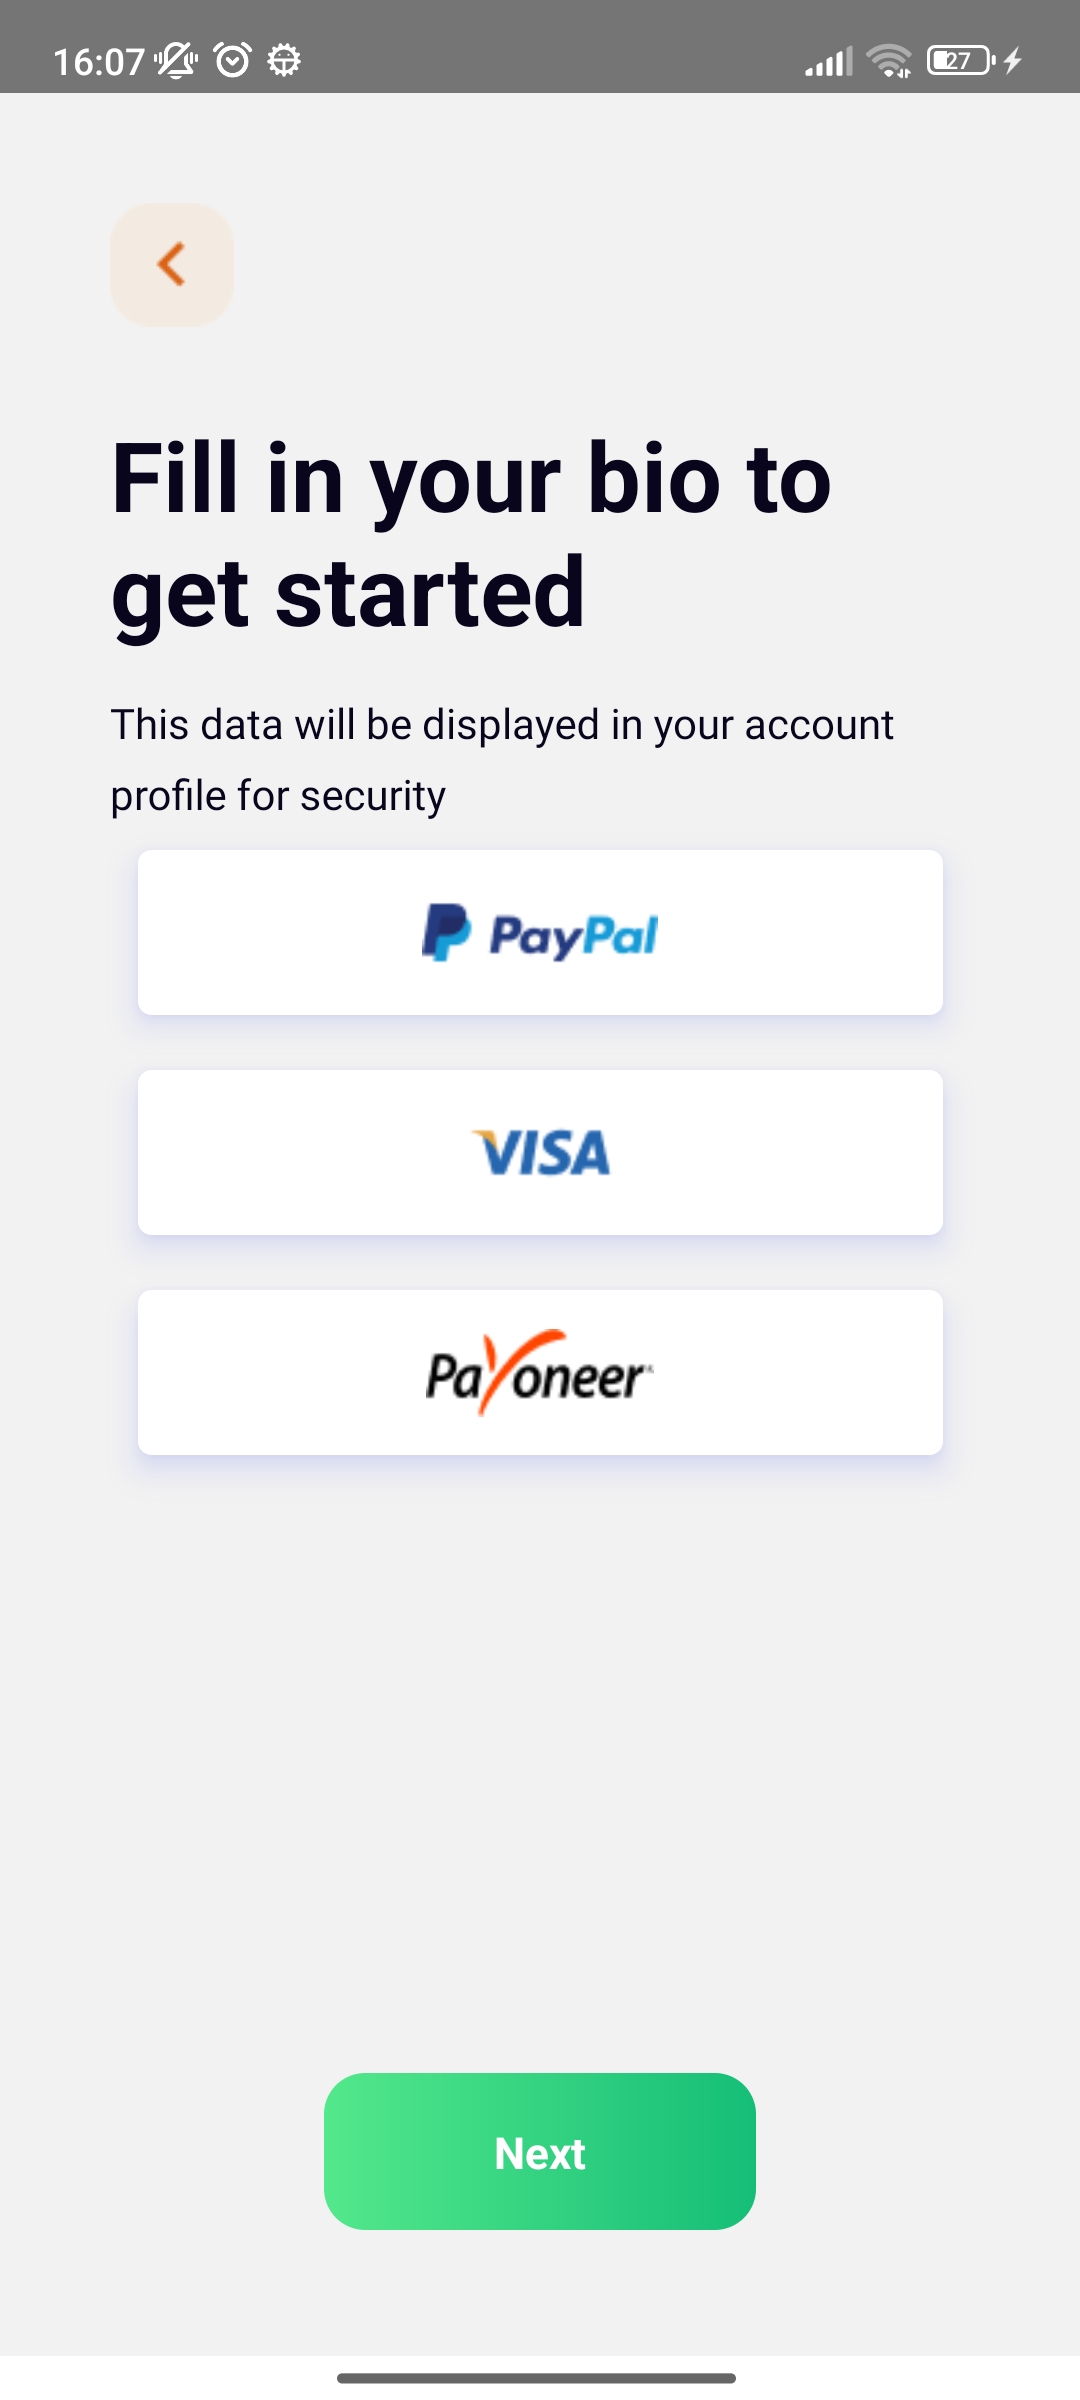 16:07
27
Fill in your bio to
get started
This data will be displayed in your account
profile for security
PayPal
VISA
Payoneer
Next